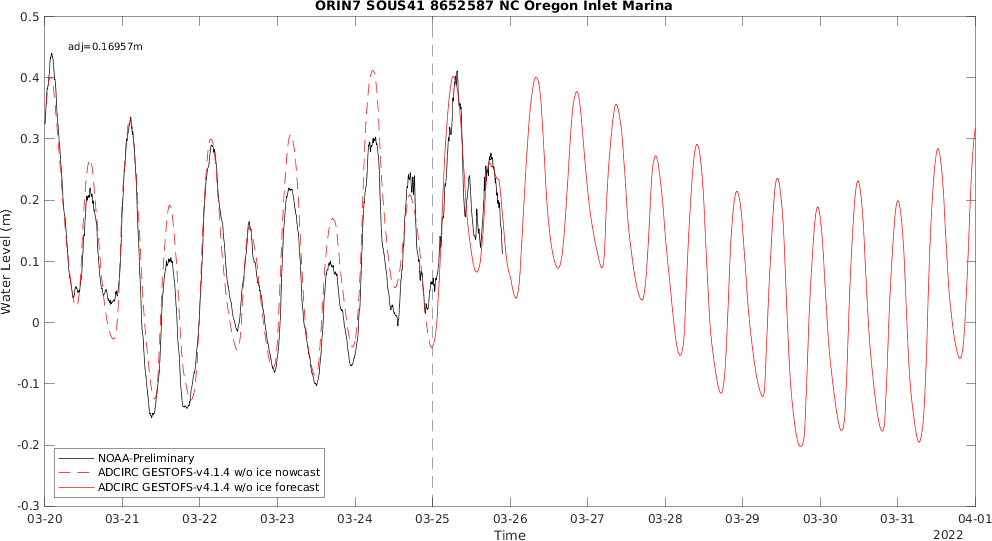 ORIN7 SOUS41 8652587 NC Oregon Inlet Marina
adj=0.16957m
0.5
0.4
0.3
0.2
0.1
0
-0.1
-0.2
-0.3
Water Level (m)
NOAA-Preliminary
ADCIRC GESTOFS-v4.1.4 w/o ice nowcast
ADCIRC GESTOFS-v4.1.4 w/o ice forecast
03-20 03-21 03-22 03-23 03-24 03-25 03-26 03-27 03-28 03-29 03-30 03-31 04-01
Time
2022